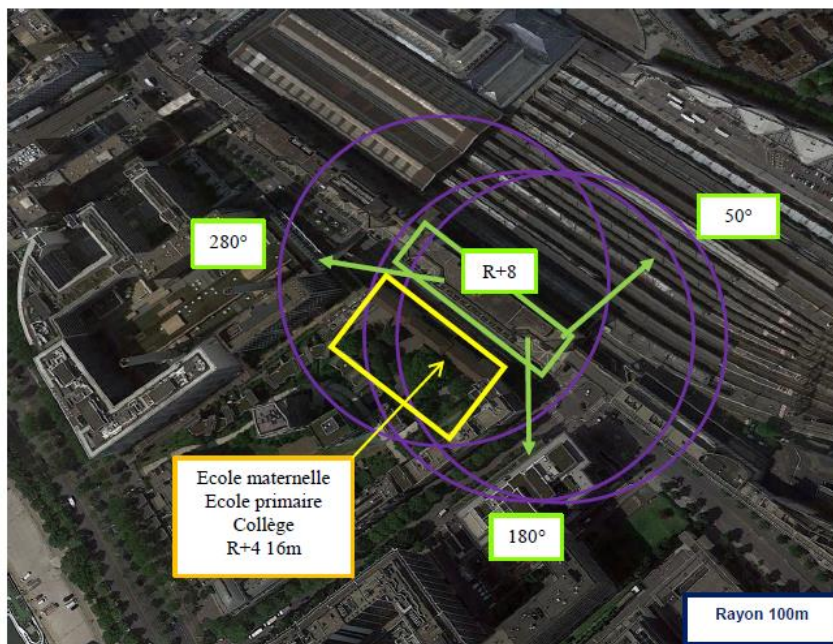 50°
280°
R+8
Ecole maternelle
Ecole primaire
Collège
R+4 16m
180°
Rayon 100m